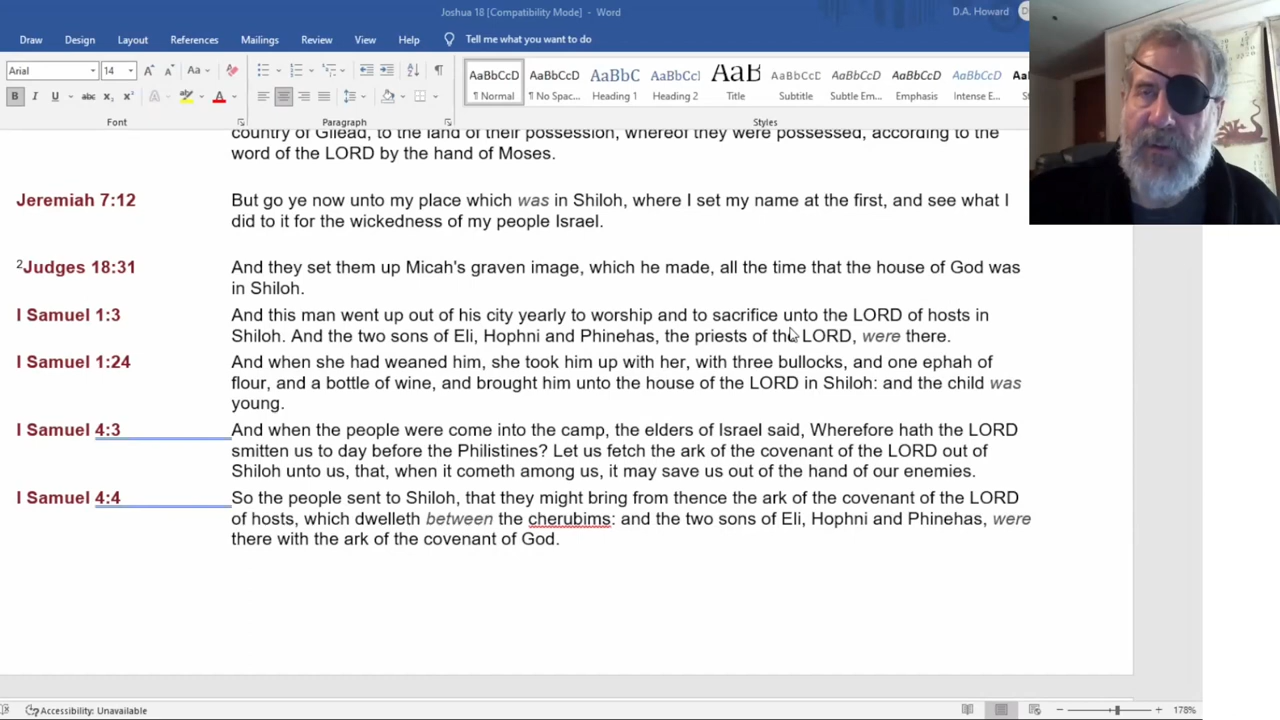 Joshua 18 [Compatibility Mode] - Word
D.A. Howard
Draw Design Layout References Mailings Review View Help Tell me what you want to do
Arial 14
AaBbCcD AaBbCcD AaBbC AaBbCcl AaB AaBbCcD AaBbCcD AaBbCcD AaBbCcD
Normal No Spac... Heading 1 Heading 2 Title Subtitle Subtle Em... Emphasis Intense E...
Font Paragraph Styles
country of Gilead, to the land of their possession, whereof they were possessed, according to the
word of the LORD by the hand of Moses.
Jeremiah 7:12 But go ye now unto my place which was in Shiloh, where I set my name at the first, and see what I
did to it for the wickedness of my people Israel.
²Judges 18:31 And they set them up Micah's graven image, which he made, all the time that the house of God was
in Shiloh.
I Samuel 1:3 And this man went up out of his city yearly to worship and to sacrifice unto the LORD of hosts in
Shiloh. And the two sons of Eli, Hophni and Phinehas, the priests of the LORD, were there.
I Samuel 1:24 And when she had weaned him, she took him up with her, with three bullocks, and one ephah of
flour, and a bottle of wine, and brought him unto the house of the LORD in Shiloh: and the child was
young.
I Samuel 4:3 And when the people were come into the camp, the elders of Israel said, Wherefore hath the LORD
smitten us to day before the Philistines? Let us fetch the ark of the covenant of the LORD out of
Shiloh unto us, that, when it cometh among us, it may save us out of the hand of our enemies.
I Samuel 4:4 So the people sent to Shiloh, that they might bring from thence the ark of the covenant of the LORD
of hosts, which dwelleth between the cherubims: and the two sons of Eli, Hophni and Phinehas, were
there with the ark of the covenant of God.
Accessibility: Unavailable
178%